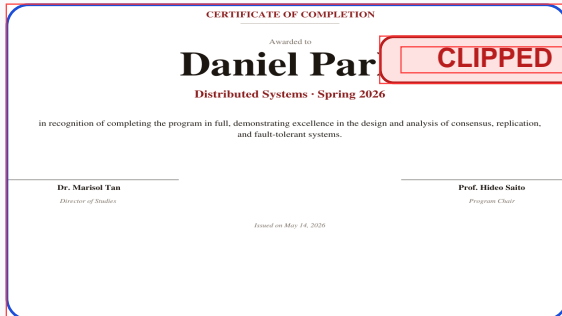 CERTIFICATE OF COMPLETION
Awarded to
Daniel
CLIPPED
Distributed Systems · Spring 2026
in recognition of completing the program in full, demonstrating excellence in the design and analysis of consensus, replication,
and fault-tolerant systems.
Dr. Marisol Tan
Prof. Hideo Saito
Director of Studies
Program Chair
Issued on May 14, 2026